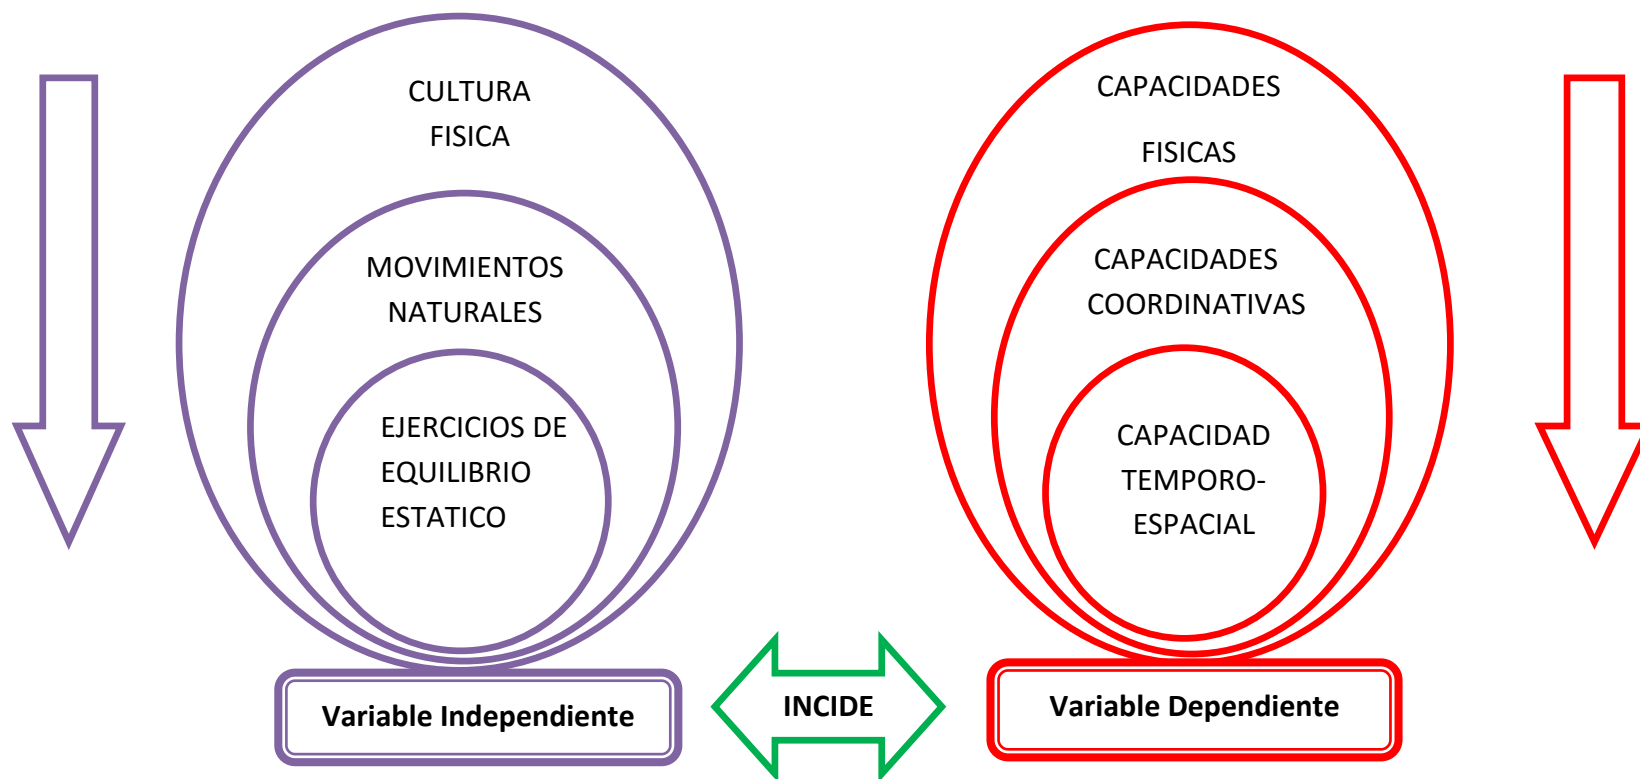 CULTURA
FISICA
MOVIMIENTOS
NATURALES
EJERCICIOS DE
EQUILIBRIO
ESTATICO
Variable Independiente
INCIDE
CAPACIDADES
FISICAS
CAPACIDADES
COORDINATIVAS
CAPACIDAD
TEMPORO-
ESPACIAL
Variable Dependiente